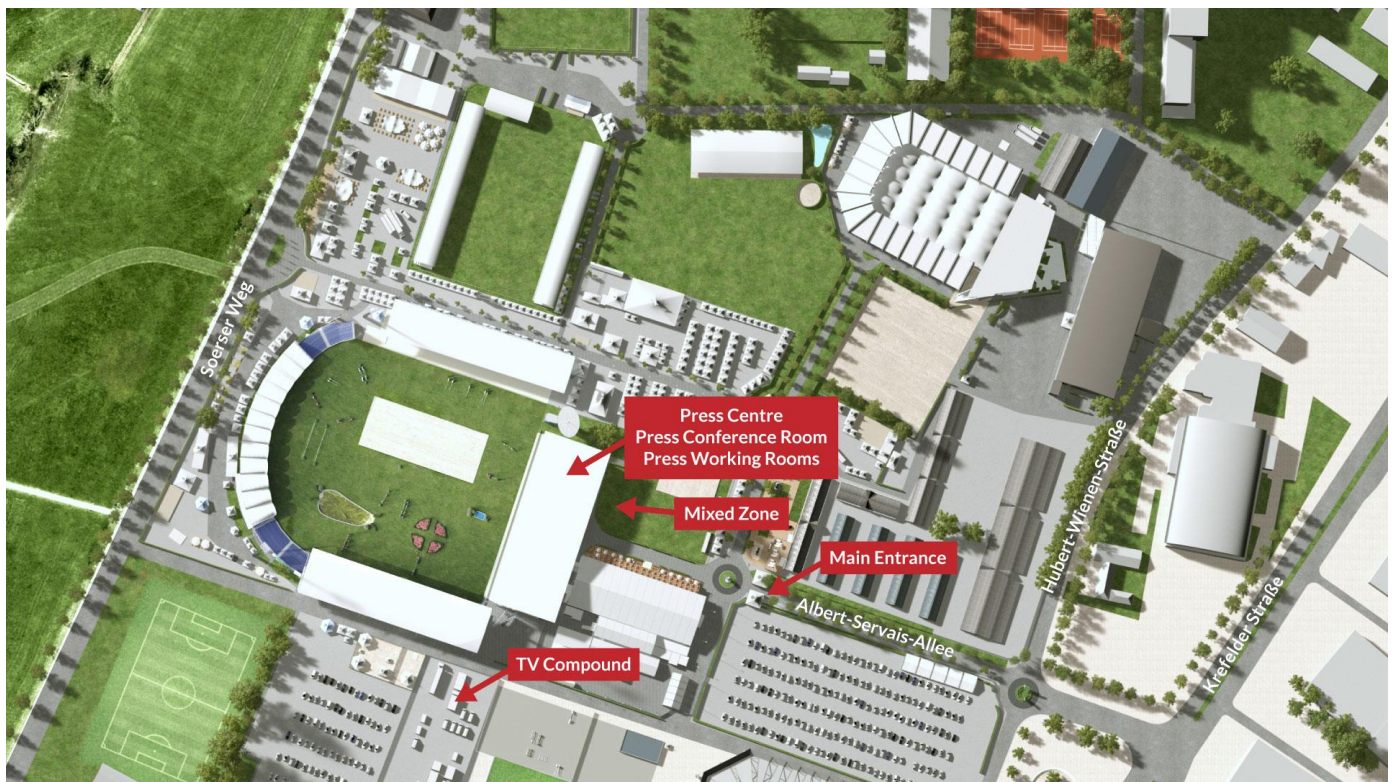 Soerser Weg
Press Centre
Press Conference Room
Press Working Rooms
Mixed Zone
Main Entrance
Hubert-Wienen-Straße
Albert-Servais-Allee
Krefelder Straße
TV Compound